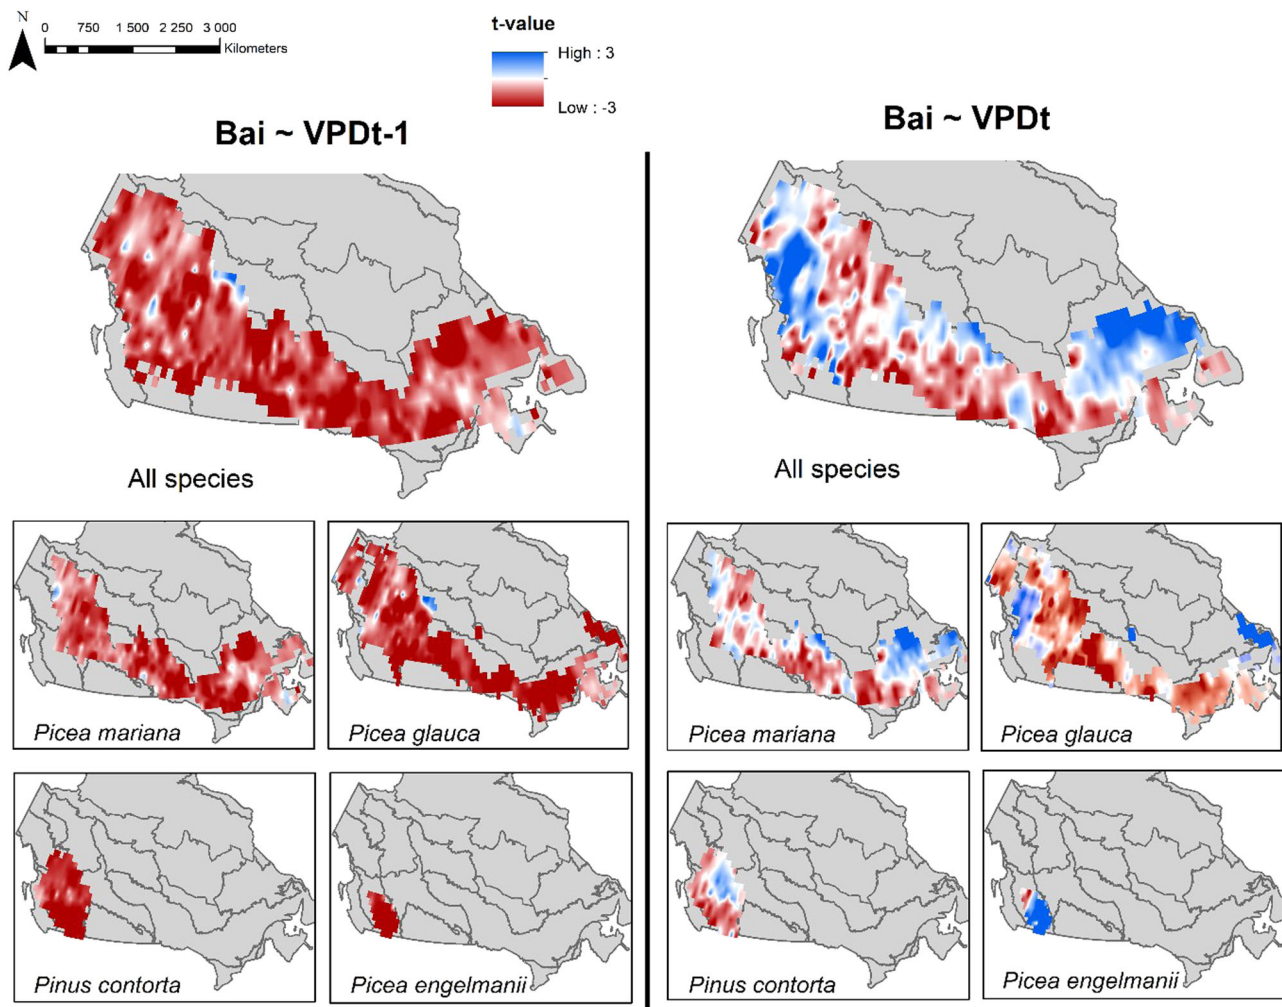 N
0 750 1 500 2 250 3 000
Kilometers
t-value
High : 3
Low : -3
Bai ~ VPDt-1
Bai ~ VPDt
All species
All species
Picea mariana
Picea glauca
Picea mariana
Picea glauca
Pinus contorta
Picea engelmanii
Pinus contorta
Picea engelmanii